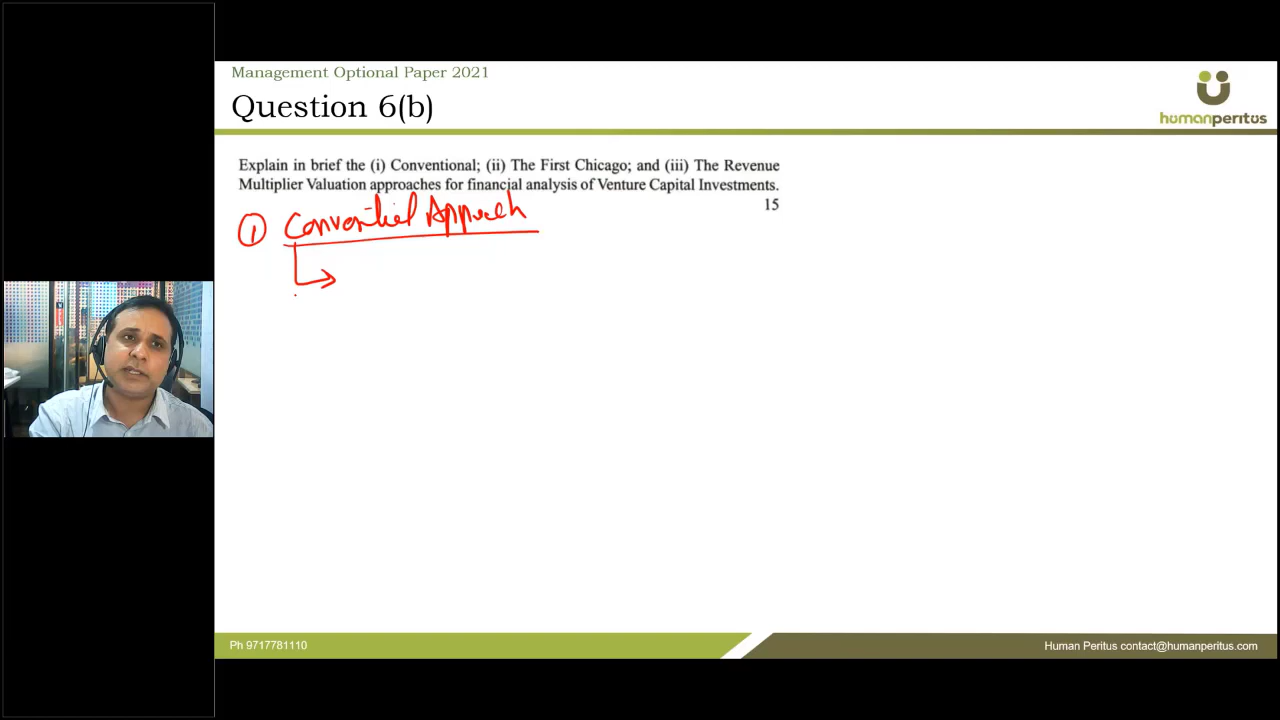 Management Optional Paper 2021
Question 6(b)
humanperitus
Explain in brief the (i) Conventional; (ii) The First Chicago; and (iii) The Revenue
Multiplier Valuation approaches for financial analysis of Venture Capital Investments.
15
1 Approach
Ph 9717781110
Human Peritus contact@humanperitus.com